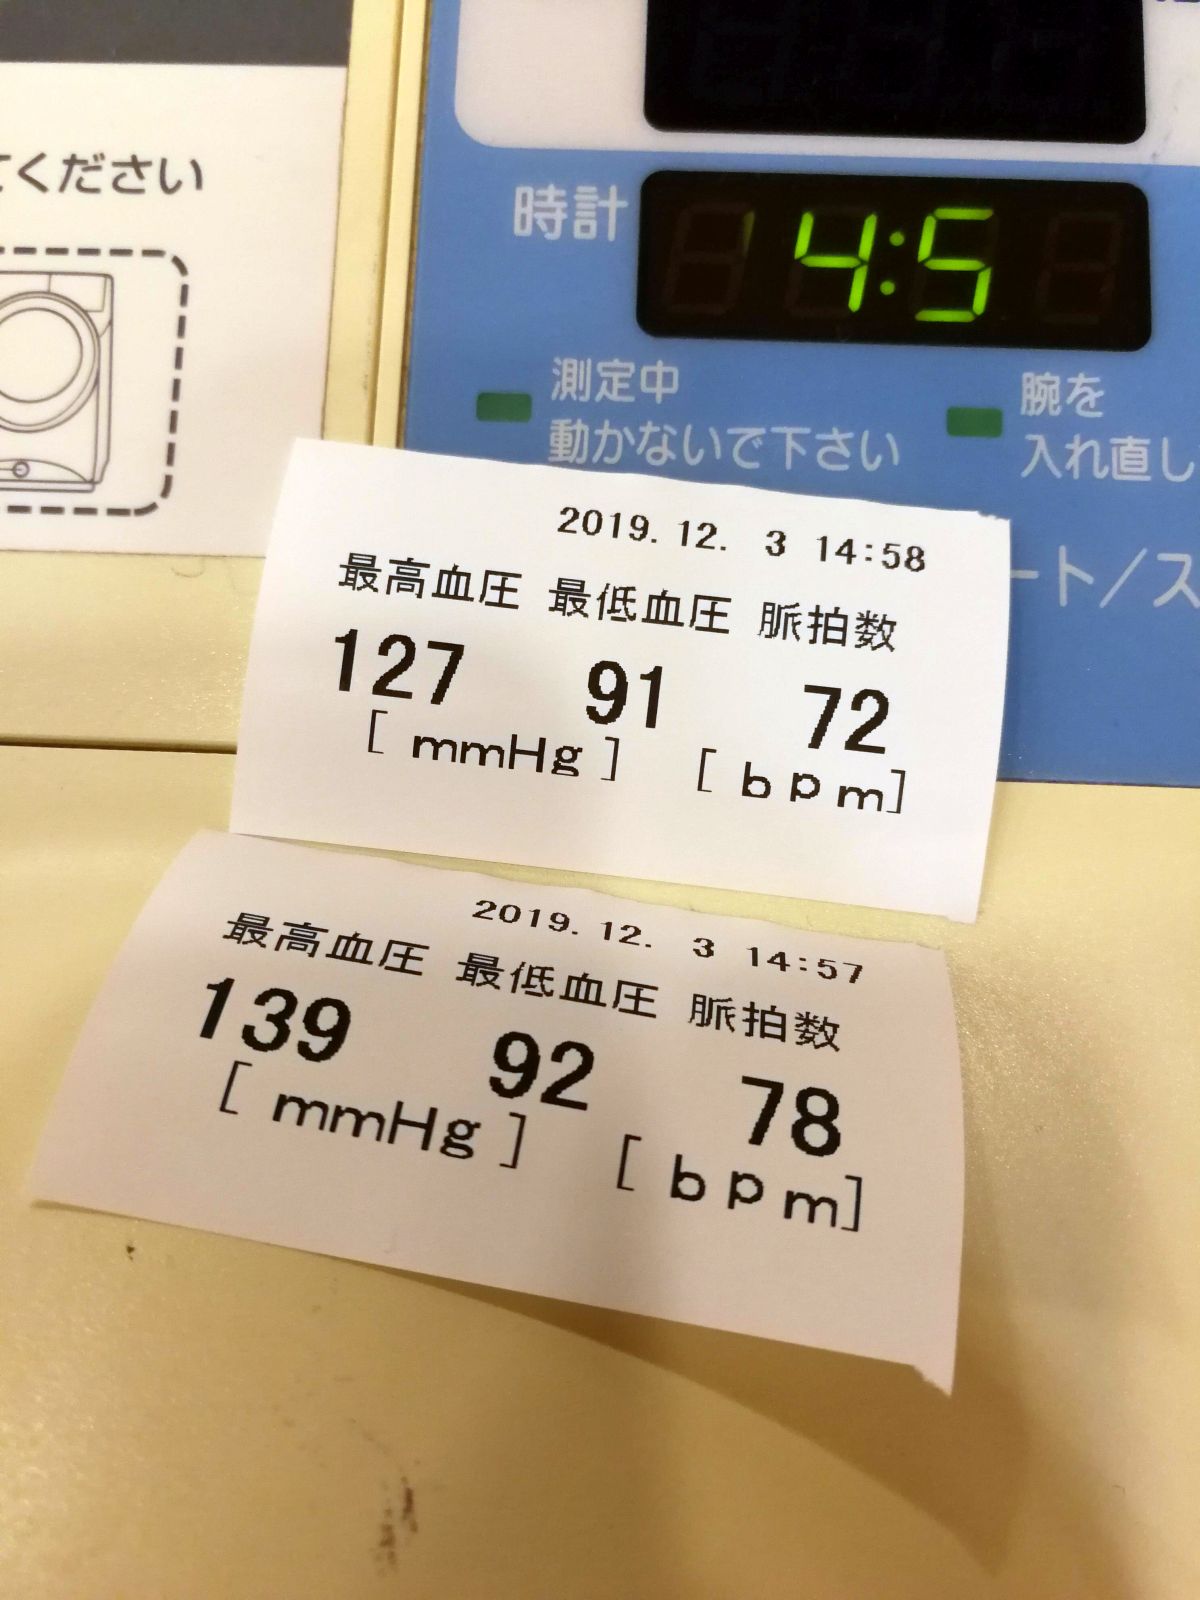 てください
時計
4:5
測定中
動かないで下さい
腕を
入れ直し
ート/ス
2019.12. 3 14:58
最高血圧 最低血圧 脈拍数
127 91 72
[ mmHg ] [ bpm]
2019.12. 3 14:57
最高血圧 最低血圧 脈拍数
139 92 78
[ mmHg ] [ bpm]